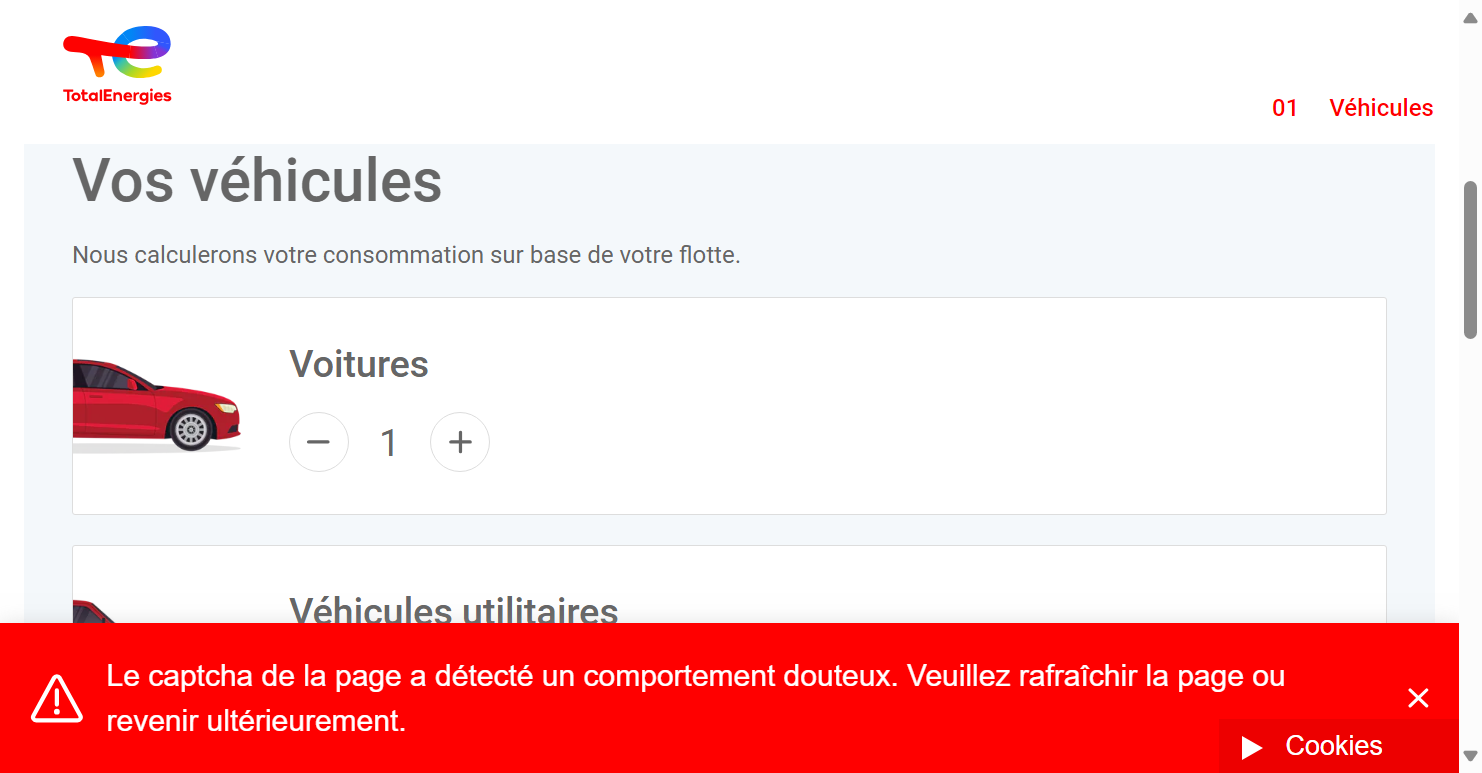 TotalEnergies
01 Véhicules
Vos véhicules
Nous calculerons votre consommation sur base de votre flotte.
Voitures
1
Véhicules utilitaires
Le captcha de la page a détecté un comportement douteux. Veuillez rafraîchir la page ou
revenir ultérieurement.
Cookies